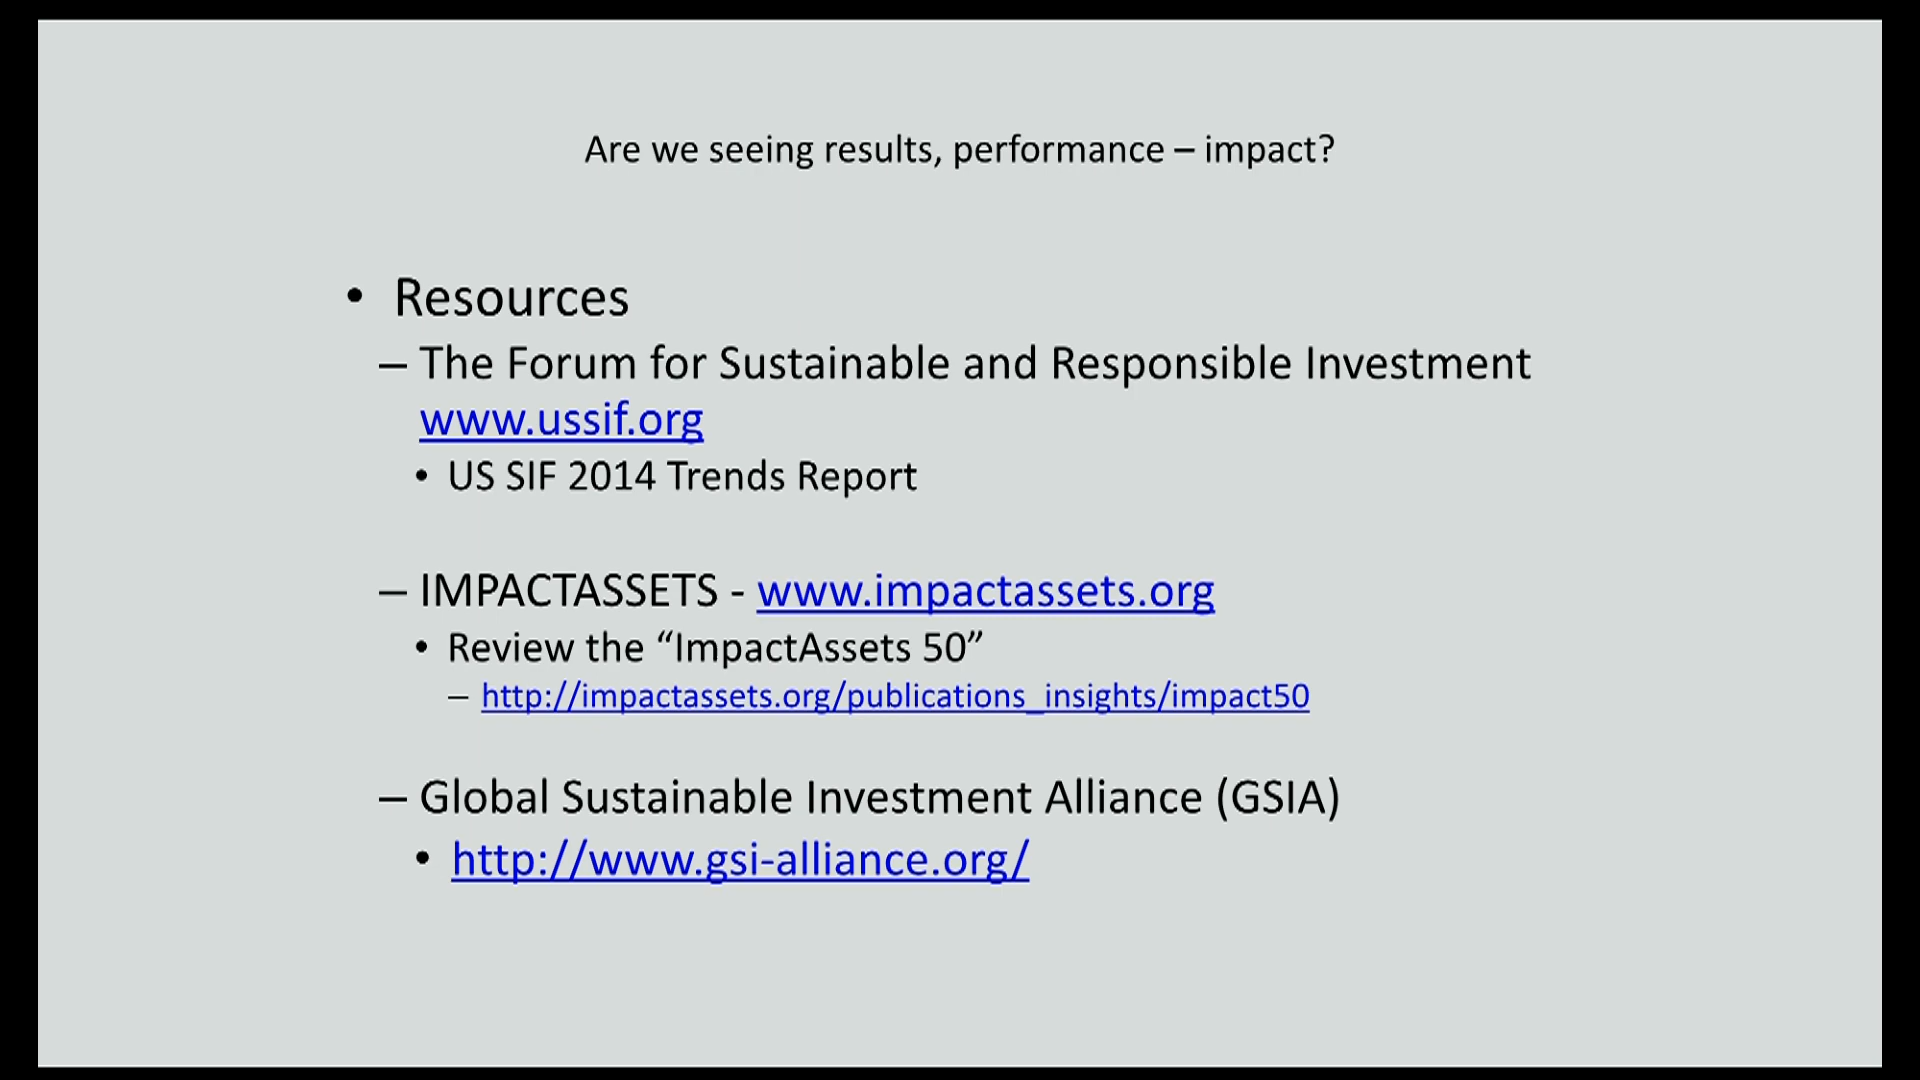 Are we seeing results, performance – impact?
• Resources
– The Forum for Sustainable and Responsible Investment
www.ussif.org
• US SIF 2014 Trends Report
– IMPACTASSETS - www.impactassets.org
• Review the “ImpactAssets 50”
– http://impactassets.org/publications_insights/impact50
– Global Sustainable Investment Alliance (GSIA)
• http://www.gsi-alliance.org/